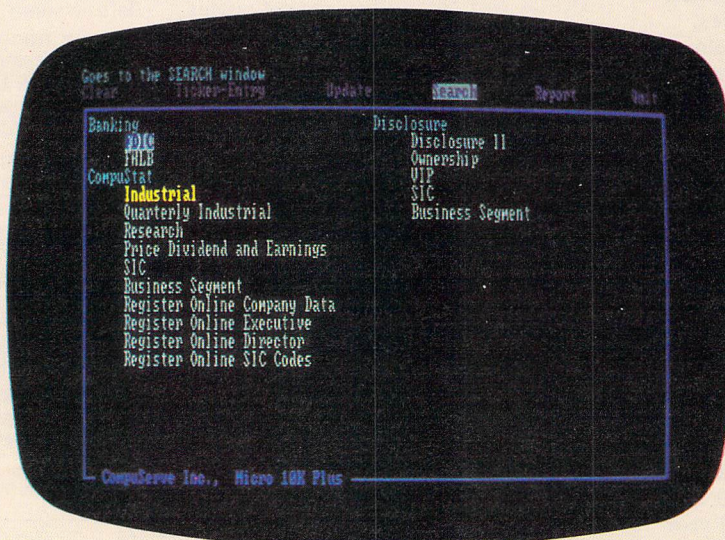 Goes to the SEARCH window
Clear Ticker-Entry Update Search Report Quit
Banking
FDIC
FHLB
CompuStat
Industrial
Quarterly Industrial
Research
Price Dividend and Earnings
SIC
Business Segment
Register Online Company Data
Register Online Executive
Register Online Director
Register Online SIC Codes
Disclosure
Disclosure II
Ownership
VIP
SIC
Business Segment
CompuServe Inc., Micro 10K Plus